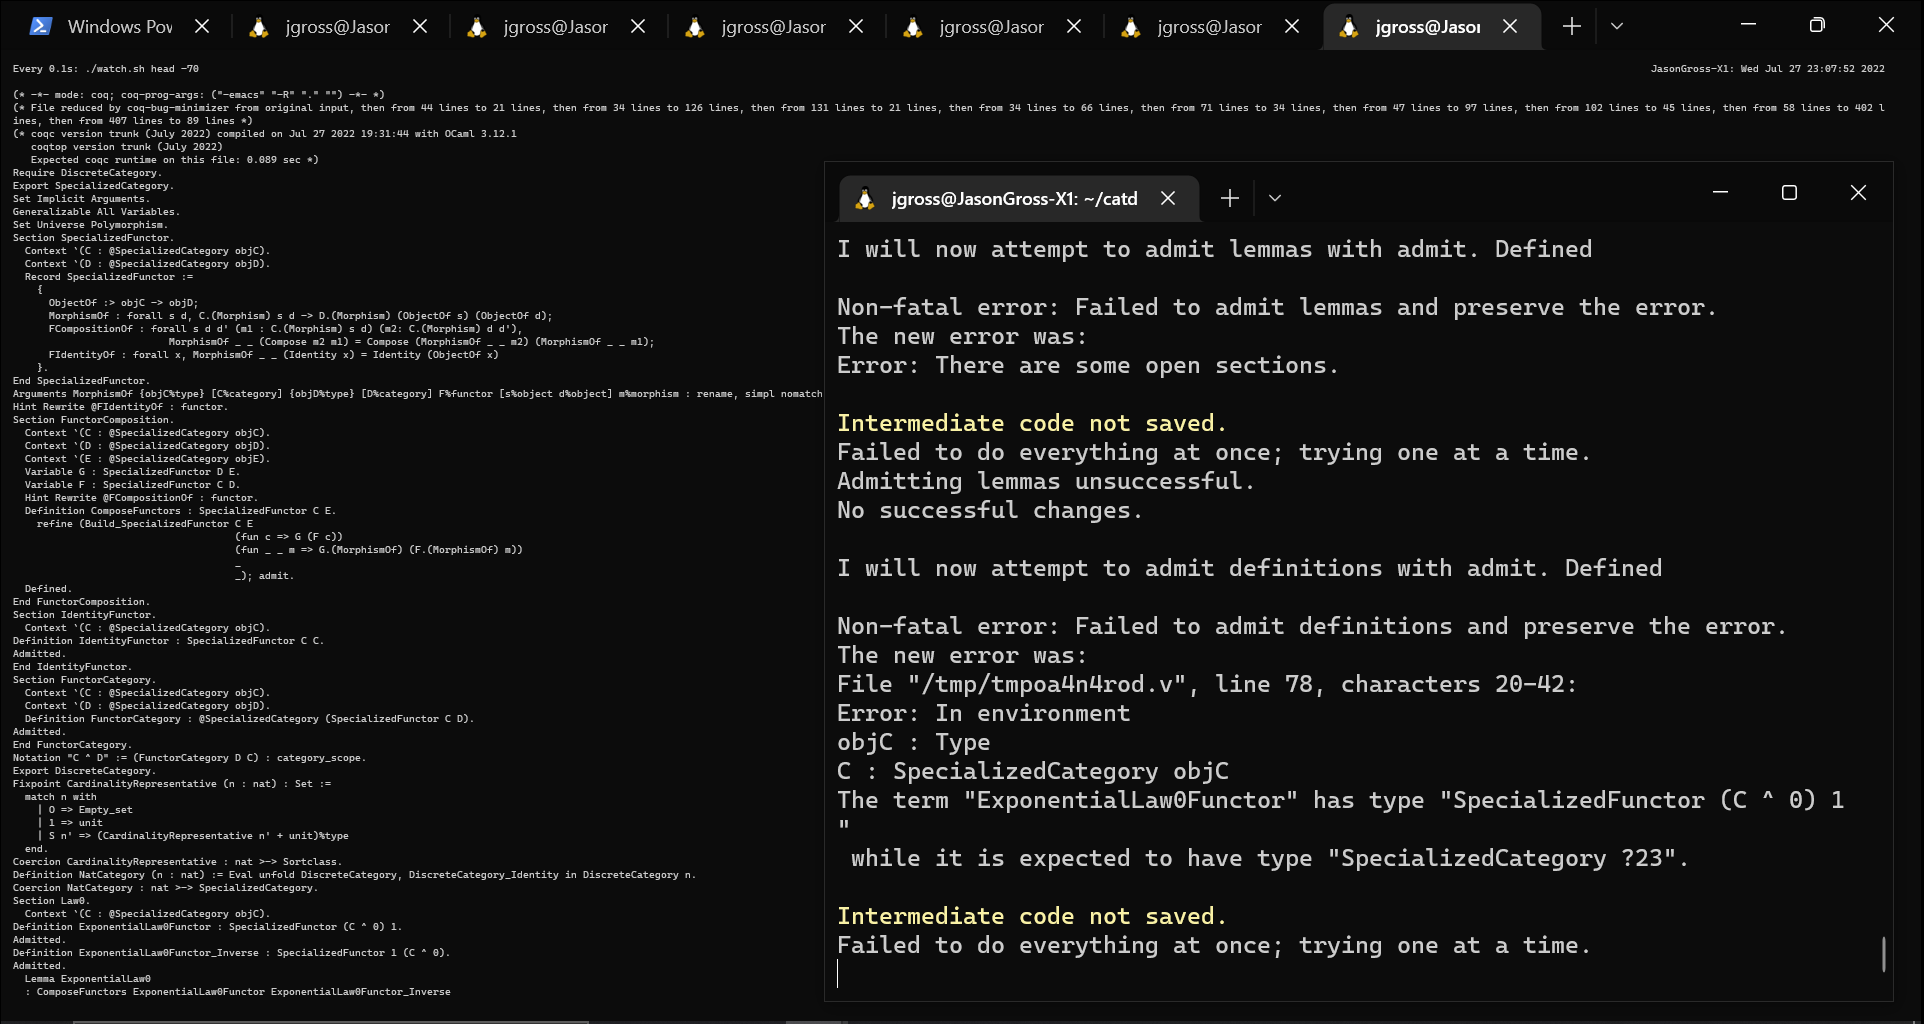 Windows Pov
jgross@Jasor
jgross@Jasor
jgross@Jasor
jgross@Jasor
jgross@Jasor
jgross@Jasor
Every 0.1s: ./watch.sh head -70
JasonGross-X1: Wed Jul 27 23:07:52 2022
(* -*- mode: coq; coq-prog-args: ("-emacs" "-R" "." "") -*- *)
(* File reduced by coq-bug-minimizer from original input, then from 44 lines to 21 lines, then from 34 lines to 126 lines, then from 131 lines to 21 lines, then from 34 lines to 66 lines, then from 71 lines to 34 lines, then from 47 lines to 97 lines, then from 102 lines to 45 lines, then from 58 lines to 402 l
ines, then from 407 lines to 89 lines *)
(* coqc version trunk (July 2022) compiled on Jul 27 2022 19:31:44 with OCaml 3.12.1
   coqtop version trunk (July 2022)
   Expected coqc runtime on this file: 0.089 sec *)
Require DiscreteCategory.
Export SpecializedCategory.
Set Implicit Arguments.
Generalizable All Variables.
Set Universe Polymorphism.
Section SpecializedFunctor.
  Context `(C : @SpecializedCategory objC).
  Context `(D : @SpecializedCategory objD).
  Record SpecializedFunctor :=
    {
      ObjectOf :> objC -> objD;
      MorphismOf : forall s d, C.(Morphism) s d -> D.(Morphism) (ObjectOf s) (ObjectOf d);
      FCompositionOf : forall s d d' (m1 : C.(Morphism) s d) (m2: C.(Morphism) d d'),
                          MorphismOf _ _ (Compose m2 m1) = Compose (MorphismOf _ _ m2) (MorphismOf _ _ m1);
      FIdentityOf : forall x, MorphismOf _ _ (Identity x) = Identity (ObjectOf x)
    }.
End SpecializedFunctor.
Arguments MorphismOf {objC%type} [C%category] {objD%type} [D%category] F%functor [s%object d%object] m%morphism : rename, simpl nomatch
Hint Rewrite @FIdentityOf : functor.
Section FunctorComposition.
  Context `(C : @SpecializedCategory objC).
  Context `(D : @SpecializedCategory objD).
  Context `(E : @SpecializedCategory objE).
  Variable G : SpecializedFunctor D E.
  Variable F : SpecializedFunctor C D.
  Hint Rewrite @FCompositionOf : functor.
  Definition ComposeFunctors : SpecializedFunctor C E.
    refine (Build_SpecializedFunctor C E
                                     (fun c => G (F c))
                                     (fun _ _ m => G.(MorphismOf) (F.(MorphismOf) m))
                                     _
                                     _); admit.
  Defined.
End FunctorComposition.
Section IdentityFunctor.
  Context `(C : @SpecializedCategory objC).
Definition IdentityFunctor : SpecializedFunctor C C.
Admitted.
End IdentityFunctor.
Section FunctorCategory.
  Context `(C : @SpecializedCategory objC).
  Context `(D : @SpecializedCategory objD).
  Definition FunctorCategory : @SpecializedCategory (SpecializedFunctor C D).
Admitted.
End FunctorCategory.
Notation "C ^ D" := (FunctorCategory D C) : category_scope.
Export DiscreteCategory.
Fixpoint CardinalityRepresentative (n : nat) : Set :=
  match n with
    | O => Empty_set
    | 1 => unit
    | S n' => (CardinalityRepresentative n' + unit)%type
  end.
Coercion CardinalityRepresentative : nat >-> Sortclass.
Definition NatCategory (n : nat) := Eval unfold DiscreteCategory, DiscreteCategory_Identity in DiscreteCategory n.
Coercion NatCategory : nat >-> SpecializedCategory.
Section Law0.
  Context `(C : @SpecializedCategory objC).
Definition ExponentialLaw0Functor : SpecializedFunctor (C ^ 0) 1.
Admitted.
Definition ExponentialLaw0Functor_Inverse : SpecializedFunctor 1 (C ^ 0).
Admitted.
  Lemma ExponentialLaw0
  : ComposeFunctors ExponentialLaw0Functor ExponentialLaw0Functor_Inverse
jgross@JasonGross-X1: ~/catd
I will now attempt to admit lemmas with admit. Defined
Non-fatal error: Failed to admit lemmas and preserve the error.
The new error was:
Error: There are some open sections.
Intermediate code not saved.
Failed to do everything at once; trying one at a time.
Admitting lemmas unsuccessful.
No successful changes.
I will now attempt to admit definitions with admit. Defined
Non-fatal error: Failed to admit definitions and preserve the error.
The new error was:
File "/tmp/tmpoa4n4rod.v", line 78, characters 20-42:
Error: In environment
objC : Type
C : SpecializedCategory objC
The term "ExponentialLaw0Functor" has type "SpecializedFunctor (C ^ 0) 1
"
 while it is expected to have type "SpecializedCategory ?23".
Intermediate code not saved.
Failed to do everything at once; trying one at a time.